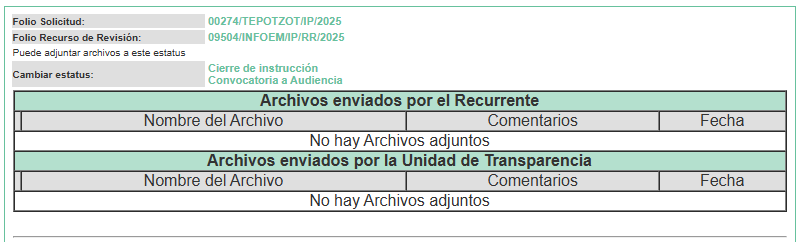 Folio Solicitud: 00274/TEPOTZOT/IP/2025
Folio Recurso de Revisión: 09504/INFOEM/IP/RR/2025
Puede adjuntar archivos a este estatus
Cambiar estatus: Cierre de instrucción
Convocatoria a Audiencia
Archivos enviados por el Recurrente
Nombre del Archivo Comentarios Fecha
No hay Archivos adjuntos
Archivos enviados por la Unidad de Transparencia
Nombre del Archivo Comentarios Fecha
No hay Archivos adjuntos